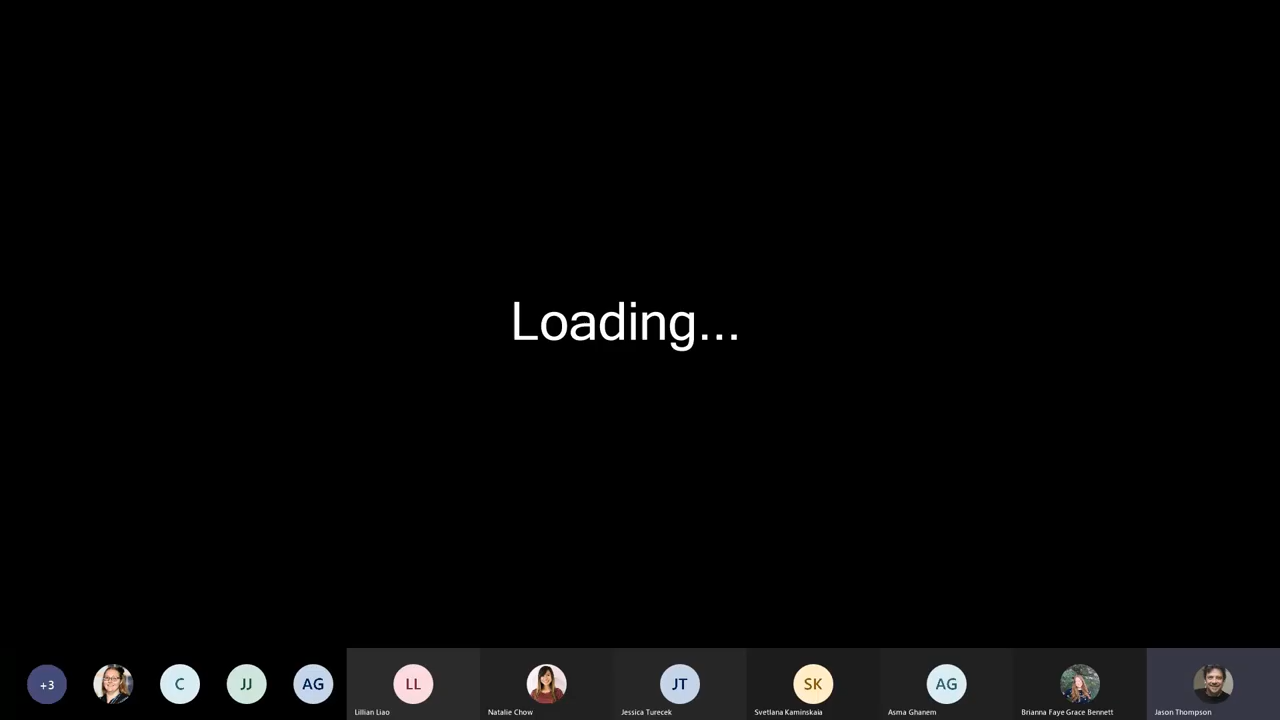 Loading...
+3
C
JJ
AG
LL
Lillian Liao
Natalie Chow
JT
Jessica Turecek
SK
Svetlana Kaminskaia
AG
Asma Ghanem
Brianna Faye Grace Bennett
Jason Thompson